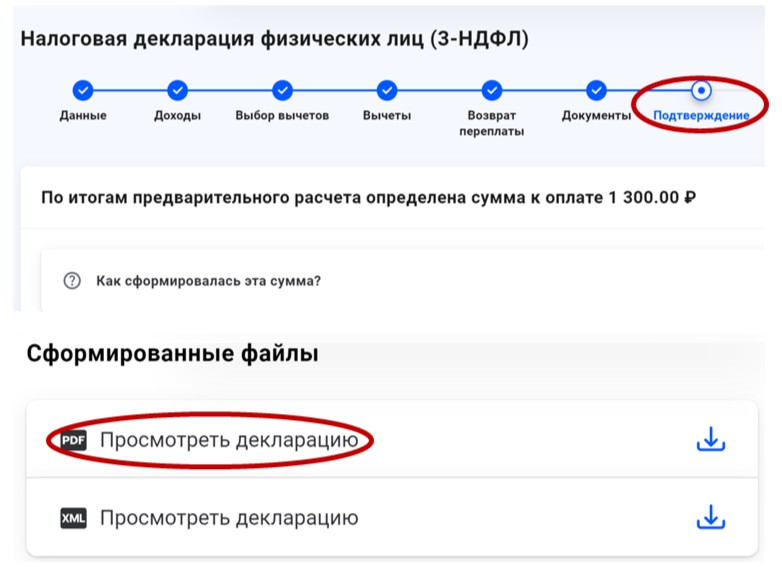 Налоговая декларация физических лиц (3-НДФЛ)
Данные Доходы Выбор вычетов Вычеты Возврат переплаты Документы Подтверждение
По итогам предварительного расчета определена сумма к оплате 1 300.00 ₽
Как сформировалась эта сумма?
Сформированные файлы
PDF Просмотреть декларацию
XML Просмотреть декларацию